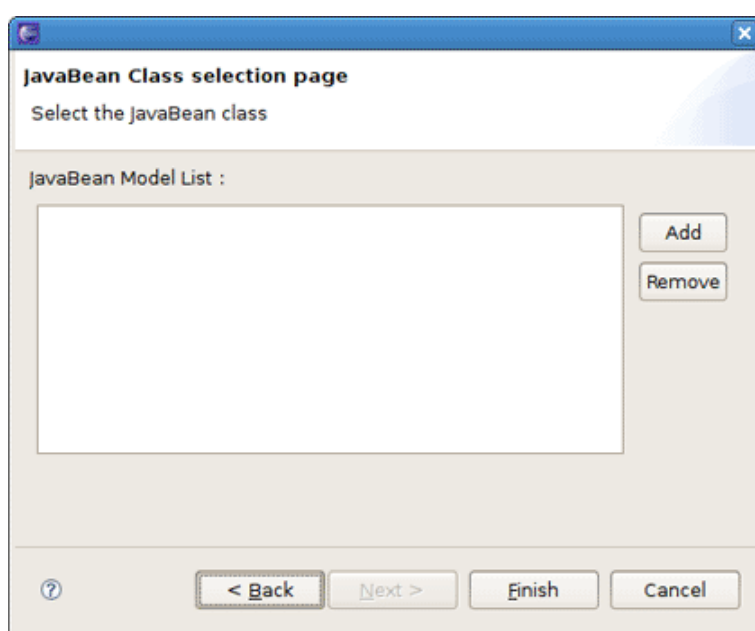 JavaBean Class selection page
Select the JavaBean class
JavaBean Model List :
Add
Remove
< Back
Next >
Finish
Cancel